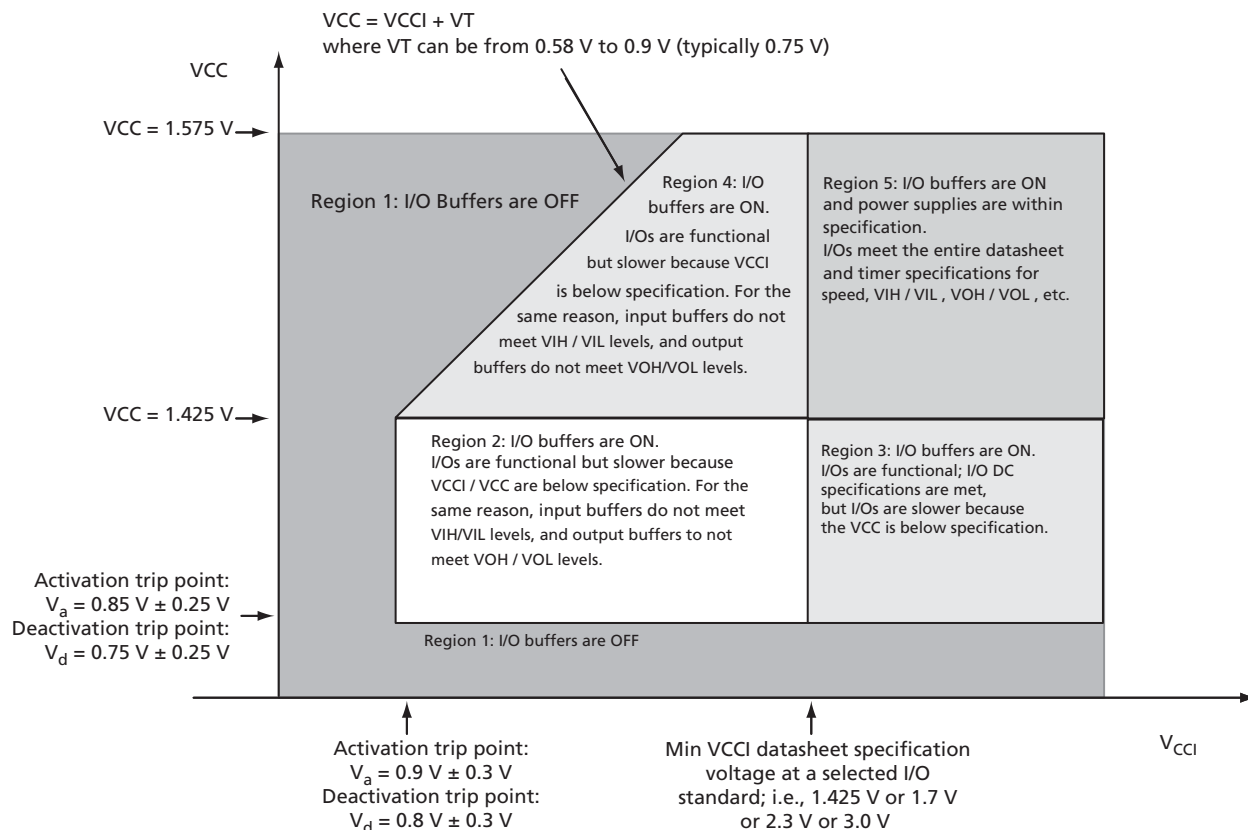 VCC = VCCI + VT
where VT can be from 0.58 V to 0.9 V (typically 0.75 V)
VCC
VCC = 1.575 V
Region 1: I/O Buffers are OFF
Region 4: I/O
buffers are ON.
I/Os are functional
but slower because VCCI
is below specification. For the
same reason, input buffers do not
meet VIH / VIL levels, and output
buffers do not meet VOH/VOL levels.
Region 5: I/O buffers are ON
and power supplies are within
specification.
I/Os meet the entire datasheet
and timer specifications for
speed, VIH / VIL , VOH / VOL , etc.
VCC = 1.425 V
Region 2: I/O buffers are ON.
I/Os are functional but slower because
VCCI / VCC are below specification. For the
same reason, input buffers do not meet
VIH/VIL levels, and output buffers to not
meet VOH / VOL levels.
Region 3: I/O buffers are ON.
I/Os are functional; I/O DC
specifications are met,
but I/Os are slower because
the VCC is below specification.
Activation trip point:
Va = 0.85 V ± 0.25 V
Deactivation trip point:
Vd = 0.75 V ± 0.25 V
Region 1: I/O buffers are OFF
Activation trip point:
Va = 0.9 V ± 0.3 V
Deactivation trip point:
Vd = 0.8 V ± 0.3 V
Min VCCI datasheet specification
voltage at a selected I/O
standard; i.e., 1.425 V or 1.7 V
or 2.3 V or 3.0 V
VCCI